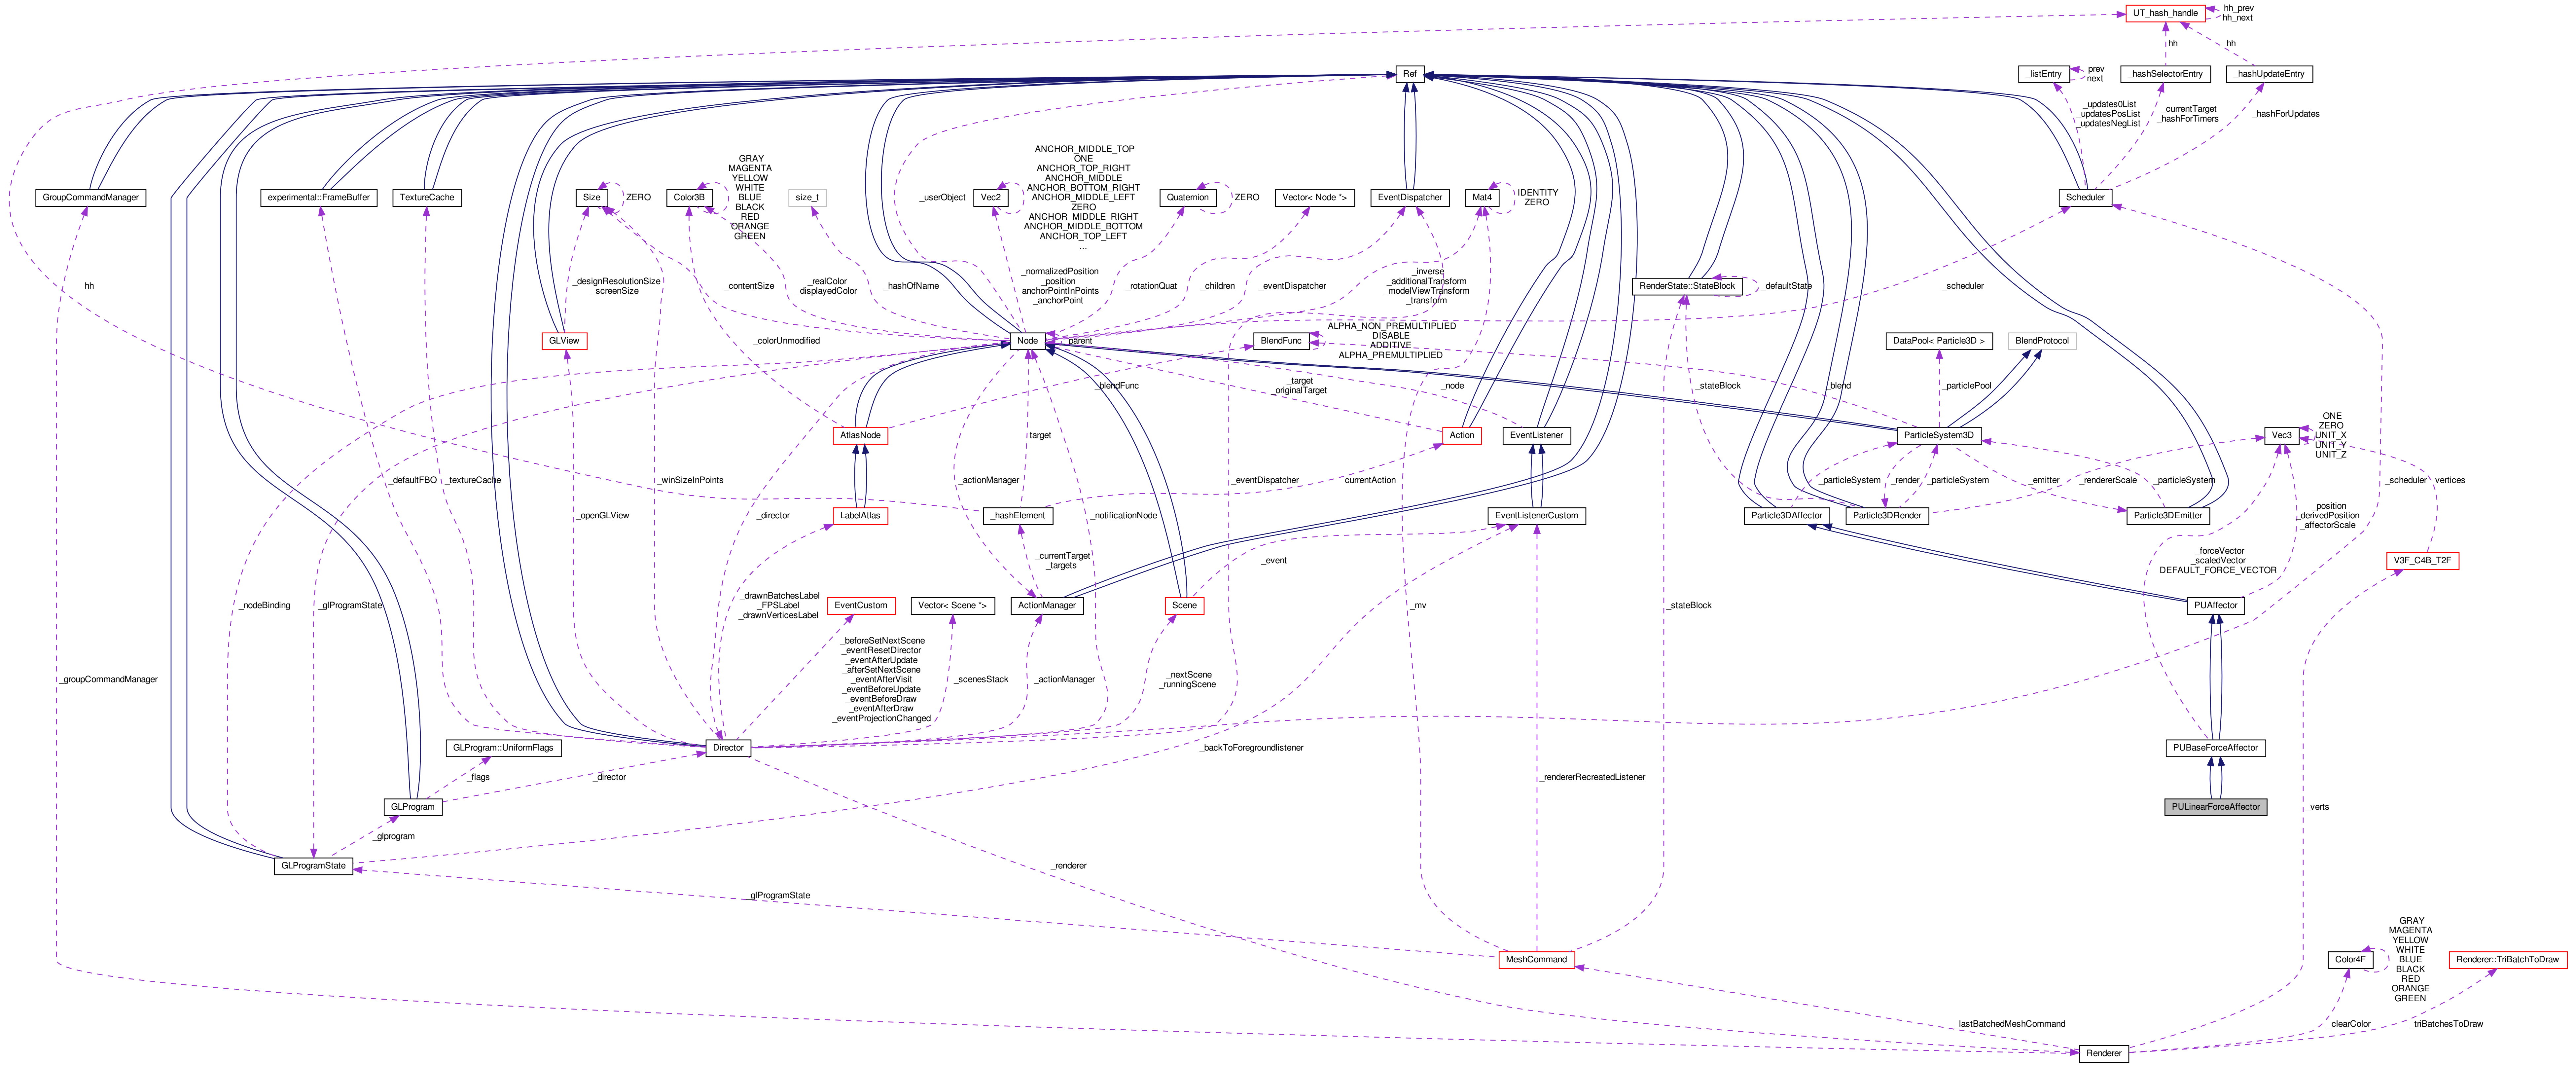 UT_hash_handle
hh_prev
hh_next
hh
hh
Ref
_listEntry
prev
next
_hashSelectorEntry
_hashUpdateEntry
_updates0List
_updatesPosList
_updatesNegList
_currentTarget
_hashForTimers
_hashForUpdates
GroupCommandManager
experimental::FrameBuffer
TextureCache
Size
ZERO
Color3B
GRAY
MAGENTA
YELLOW
WHITE
BLUE
BLACK
RED
ORANGE
GREEN
size_t
_userObject
Vec2
ANCHOR_MIDDLE_TOP
ONE
ANCHOR_TOP_RIGHT
ANCHOR_MIDDLE
ANCHOR_BOTTOM_RIGHT
ANCHOR_MIDDLE_LEFT
ZERO
ANCHOR_MIDDLE_RIGHT
ANCHOR_MIDDLE_BOTTOM
ANCHOR_TOP_LEFT
...
Quaternion
ZERO
Vector< Node *>
EventDispatcher
Mat4
IDENTITY
ZERO
Scheduler
hh
_designResolutionSize
_screenSize
_contentSize
_realColor
_displayedColor
_hashOfName
_normalizedPosition
_position
_anchorPointInPoints
_anchorPoint
_rotationQuat
_children
_eventDispatcher
_inverse
_additionalTransform
_modelViewTransform
_transform
RenderState::StateBlock
_defaultState
_scheduler
GLView
_colorUnmodified
Node
_parent
BlendFunc
ALPHA_NON_PREMULTIPLIED
DISABLE
ADDITIVE
ALPHA_PREMULTIPLIED
DataPool< Particle3D >
BlendProtocol
_blendFunc
_target
_originalTarget
_node
_stateBlock
_blend
_particlePool
AtlasNode
target
Action
EventListener
ParticleSystem3D
Vec3
ONE
ZERO
UNIT_X
UNIT_Y
UNIT_Z
_defaultFBO
_textureCache
_winSizeInPoints
_actionManager
_eventDispatcher
currentAction
_particleSystem
_render
_particleSystem
_emitter
_rendererScale
_particleSystem
_scheduler
vertices
_openGLView
_director
LabelAtlas
_hashElement
_notificationNode
EventListenerCustom
Particle3DAffector
Particle3DRender
Particle3DEmitter
_position
_derivedPosition
_affectorScale
_currentTarget
_targets
_event
_forceVector
_scaledVector
DEFAULT_FORCE_VECTOR
V3F_C4B_T2F
_nodeBinding
_glProgramState
_drawnBatchesLabel
_FPSLabel
_drawnVerticesLabel
EventCustom
Vector< Scene *>
ActionManager
Scene
_mv
_stateBlock
PUAffector
_groupCommandManager
_beforeSetNextScene
_eventResetDirector
_eventAfterUpdate
_afterSetNextScene
_eventAfterVisit
_eventBeforeUpdate
_eventBeforeDraw
_eventAfterDraw
_eventProjectionChanged
_scenesStack
_actionManager
_nextScene
_runningScene
GLProgram::UniformFlags
Director
_backToForegroundlistener
PUBaseForceAffector
_flags
_director
_rendererRecreatedListener
GLProgram
PULinearForceAffector
_verts
_glprogram
GLProgramState
_renderer
_glProgramState
MeshCommand
Color4F
GRAY
MAGENTA
YELLOW
WHITE
BLUE
BLACK
RED
ORANGE
GREEN
Renderer::TriBatchToDraw
_lastBatchedMeshCommand
_clearColor
_triBatchesToDraw
Renderer